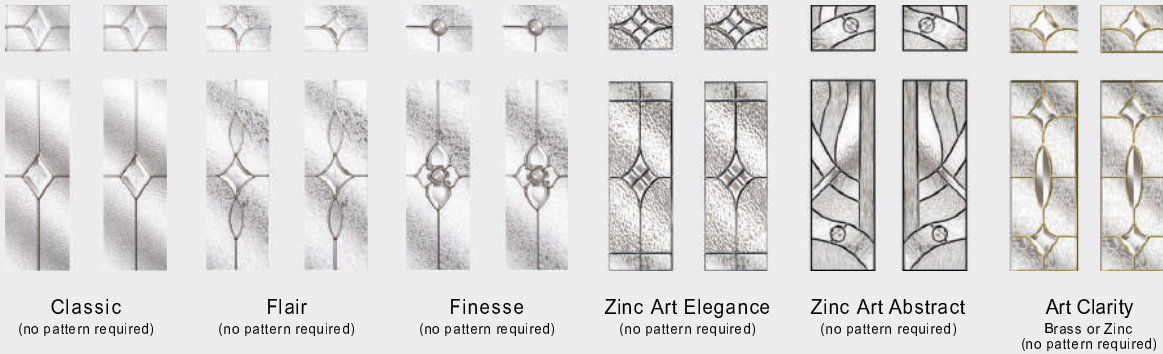 Classic
(no pattern required)
Flair
(no pattern required)
Finesse
(no pattern required)
Zinc Art Elegance
(no pattern required)
Zinc Art Abstract
(no pattern required)
Art Clarity
Brass or Zinc
(no pattern required)